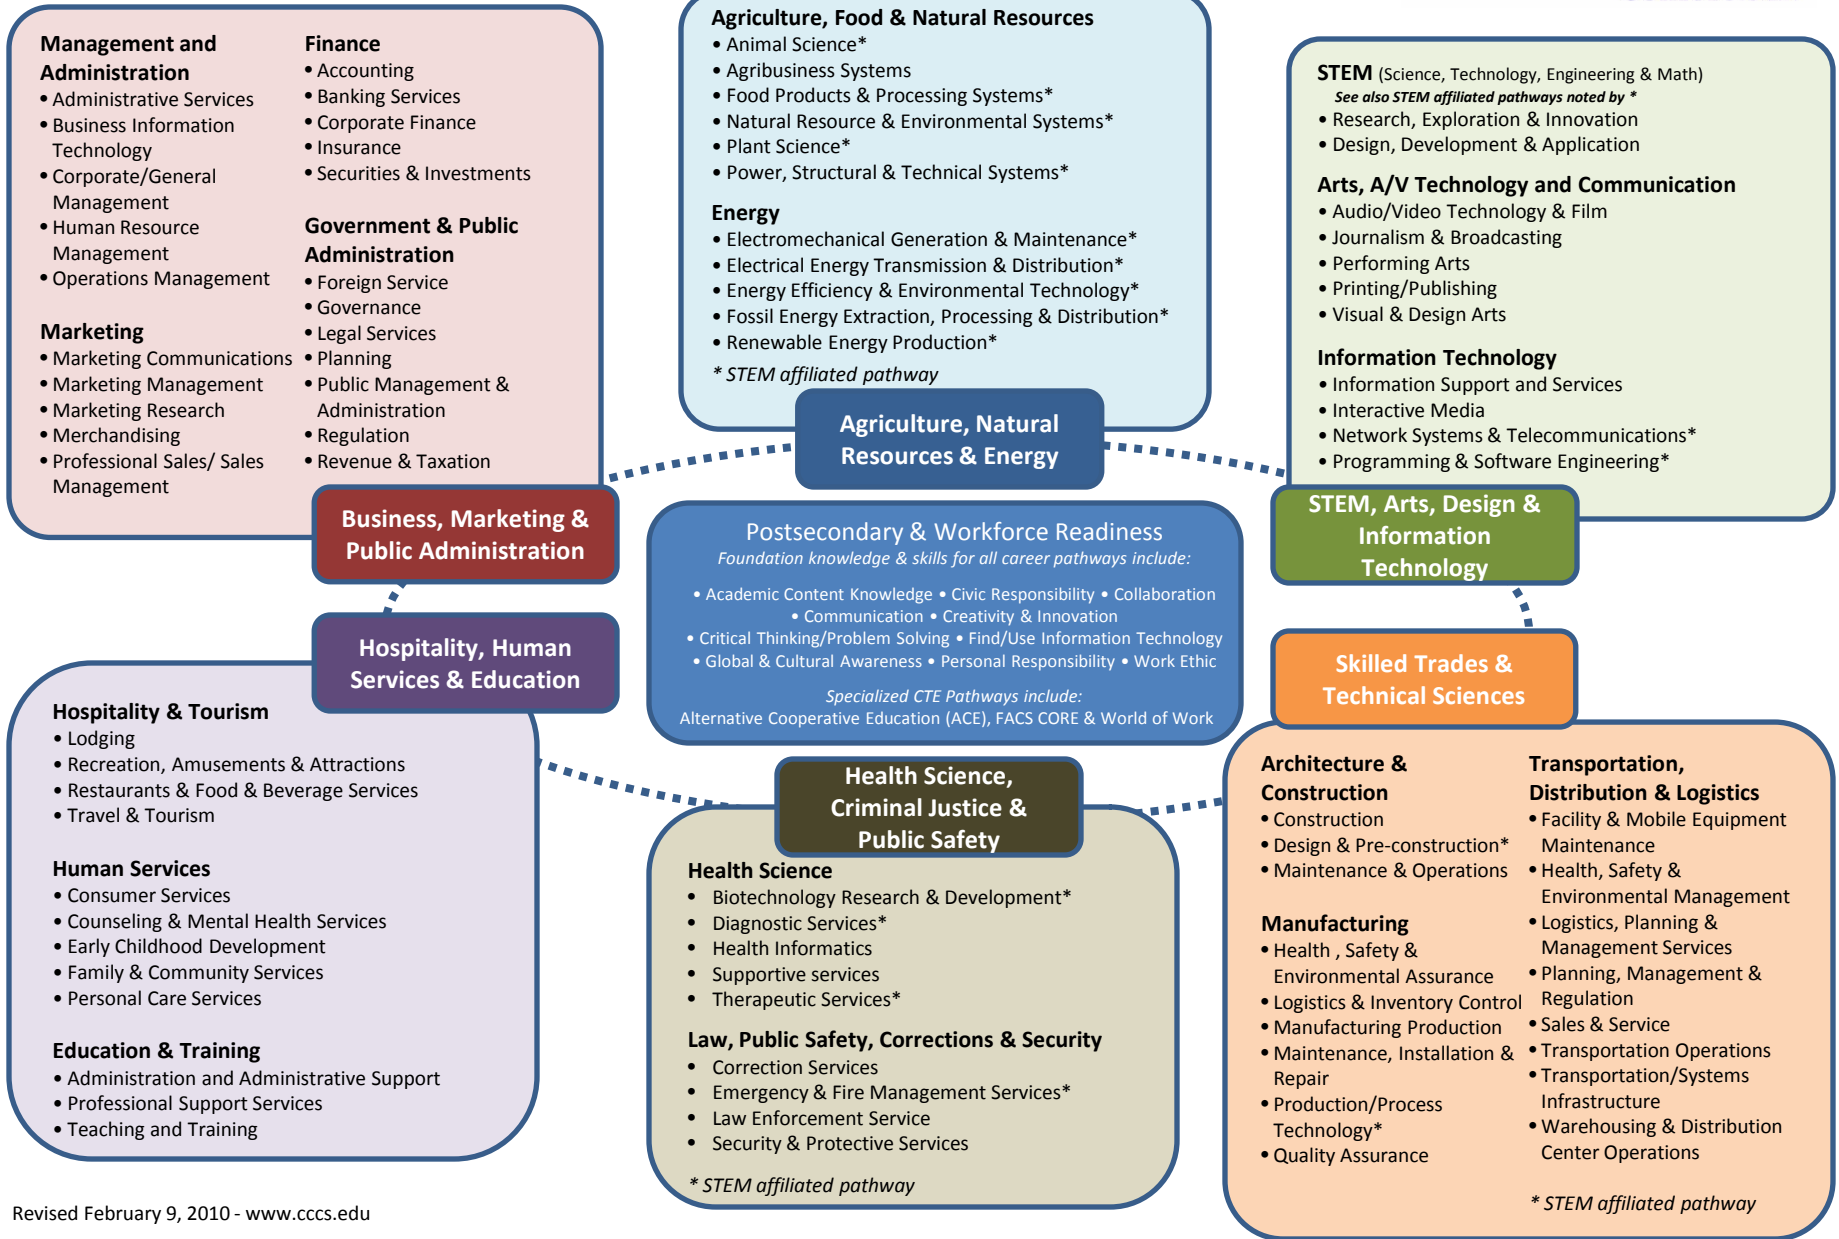 Management and
Administration
• Administrative Services
• Business Information
Technology
• Corporate/General
Management
• Human Resource
Management
• Operations Management
Marketing
• Marketing Communications
• Marketing Management
• Marketing Research
• Merchandising
• Professional Sales/ Sales
Management
Finance
• Accounting
• Banking Services
• Corporate Finance
• Insurance
• Securities & Investments
Government & Public
Administration
• Foreign Service
• Governance
• Legal Services
• Planning
• Public Management &
Administration
• Regulation
• Revenue & Taxation
Business, Marketing &
Public Administration
Agriculture, Food & Natural Resources
• Animal Science*
• Agribusiness Systems
• Food Products & Processing Systems*
• Natural Resource & Environmental Systems*
• Plant Science*
• Power, Structural & Technical Systems*
Energy
• Electromechanical Generation & Maintenance*
• Electrical Energy Transmission & Distribution*
• Energy Efficiency & Environmental Technology*
• Fossil Energy Extraction, Processing & Distribution*
• Renewable Energy Production*
* STEM affiliated pathway
Agriculture, Natural
Resources & Energy
STEM (Science, Technology, Engineering & Math)
See also STEM affiliated pathways noted by *
• Research, Exploration & Innovation
• Design, Development & Application
Arts, A/V Technology and Communication
• Audio/Video Technology & Film
• Journalism & Broadcasting
• Performing Arts
• Printing/Publishing
• Visual & Design Arts
Information Technology
• Information Support and Services
• Interactive Media
• Network Systems & Telecommunications*
• Programming & Software Engineering*
STEM, Arts, Design &
Information
Technology
Postsecondary & Workforce Readiness
Foundation knowledge & skills for all career pathways include:
• Academic Content Knowledge • Civic Responsibility • Collaboration
• Communication • Creativity & Innovation
• Critical Thinking/Problem Solving • Find/Use Information Technology
• Global & Cultural Awareness • Personal Responsibility • Work Ethic
Specialized CTE Pathways include:
Alternative Cooperative Education (ACE), FACS CORE & World of Work
Hospitality, Human
Services & Education
Hospitality & Tourism
• Lodging
• Recreation, Amusements & Attractions
• Restaurants & Food & Beverage Services
• Travel & Tourism
Human Services
• Consumer Services
• Counseling & Mental Health Services
• Early Childhood Development
• Family & Community Services
• Personal Care Services
Education & Training
• Administration and Administrative Support
• Professional Support Services
• Teaching and Training
Health Science,
Criminal Justice &
Public Safety
Health Science
• Biotechnology Research & Development*
• Diagnostic Services*
• Health Informatics
• Supportive services
• Therapeutic Services*
Law, Public Safety, Corrections & Security
• Correction Services
• Emergency & Fire Management Services*
• Law Enforcement Service
• Security & Protective Services
* STEM affiliated pathway
Skilled Trades &
Technical Sciences
Architecture &
Construction
• Construction
• Design & Pre-construction*
• Maintenance & Operations
Manufacturing
• Health , Safety &
Environmental Assurance
• Logistics & Inventory Control
• Manufacturing Production
• Maintenance, Installation &
Repair
• Production/Process
Technology*
• Quality Assurance
Transportation,
Distribution & Logistics
• Facility & Mobile Equipment
Maintenance
• Health, Safety &
Environmental Management
• Logistics, Planning &
Management Services
• Planning, Management &
Regulation
• Sales & Service
• Transportation Operations
• Transportation/Systems
Infrastructure
• Warehousing & Distribution
Center Operations
* STEM affiliated pathway
Revised February 9, 2010 - www.cccs.edu